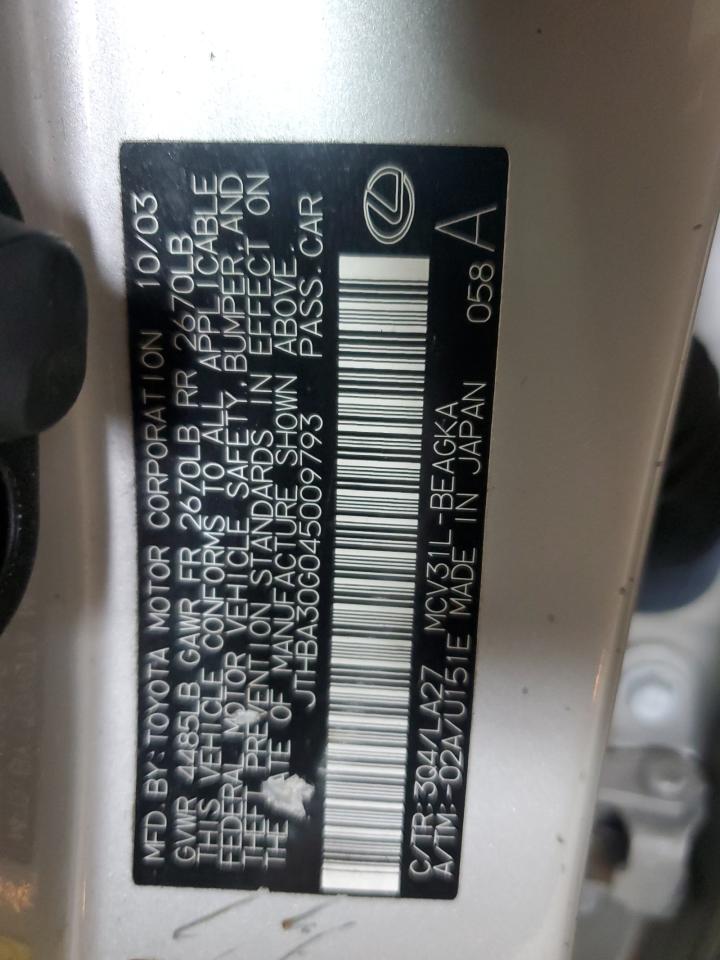 MFD.BY:TOYOTA MOTOR CORPORATION 10/03
GVWR 4485LB GAWR FR 2670LB RR 2670LB
THIS VEHICLE CONFORMS TO ALL APPLICABLE
FEDERAL MOTOR VEHICLE SAFETY,BUMPER,AND
THEFT PREVENTION STANDARDS IN EFFECT ON
THE DATE OF MANUFACTURE SHOWN ABOVE.
JTHBA30G045009793 PASS.CAR
C/TR:3Q4/LA27 MCV31L-BEAGKA
A/TM:-02A/U151E MADE IN JAPAN 058 A